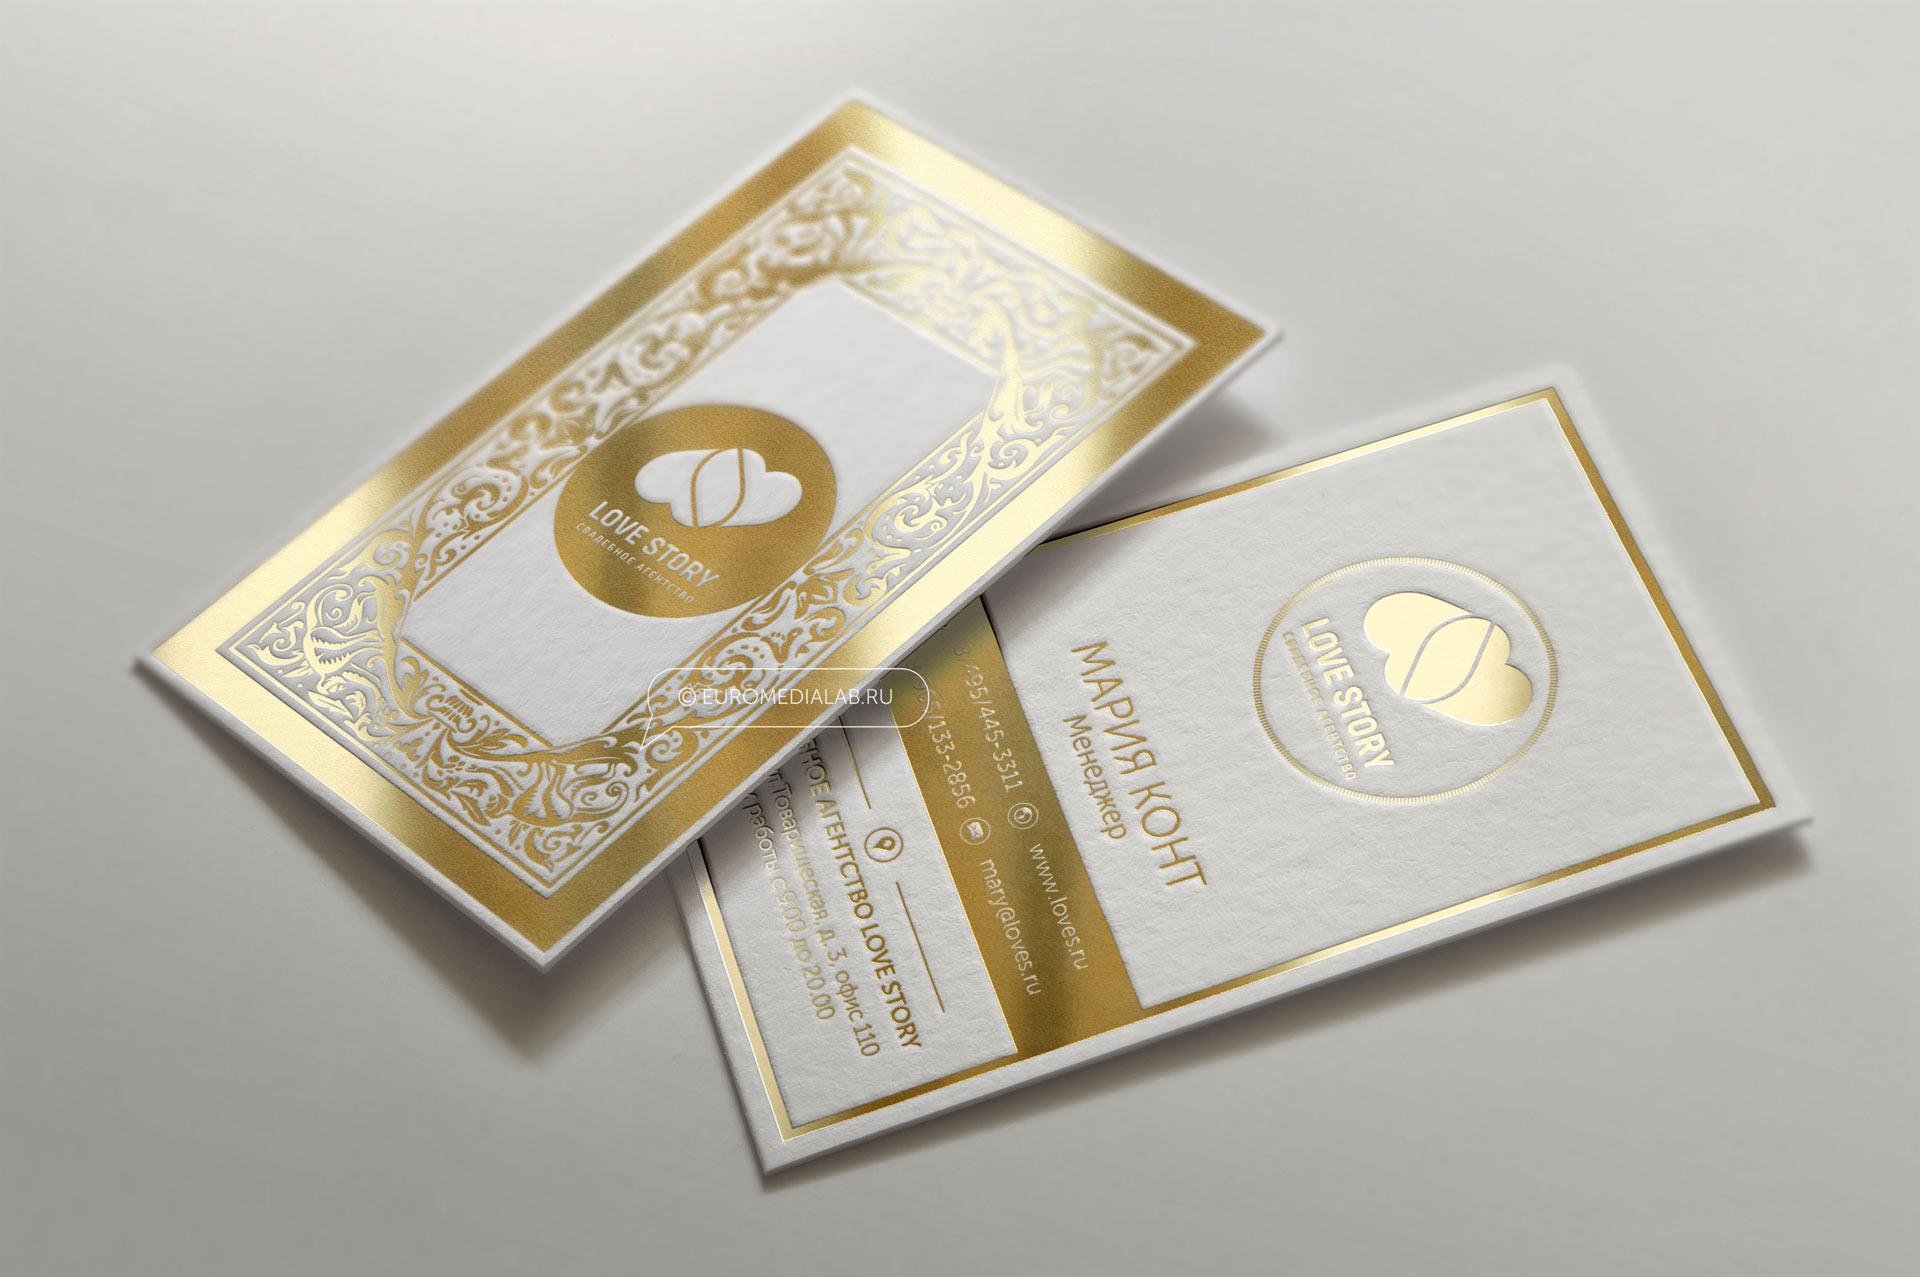 LOVE STORY
СВАДЕБНОЕ АГЕНТСТВО
© EUROMEDIALAB.RU
LOVE STORY
СВАДЕБНОЕ АГЕНТСТВО
МАРИЯ КОНТ
Менеджер
/495/445-3311 www.loves.ru
/133-2856 mary@loves.ru
АГЕНТСТВО LOVE STORY
Товарищеская, д. 3, офис 110
работы с 9.00 до 20.00